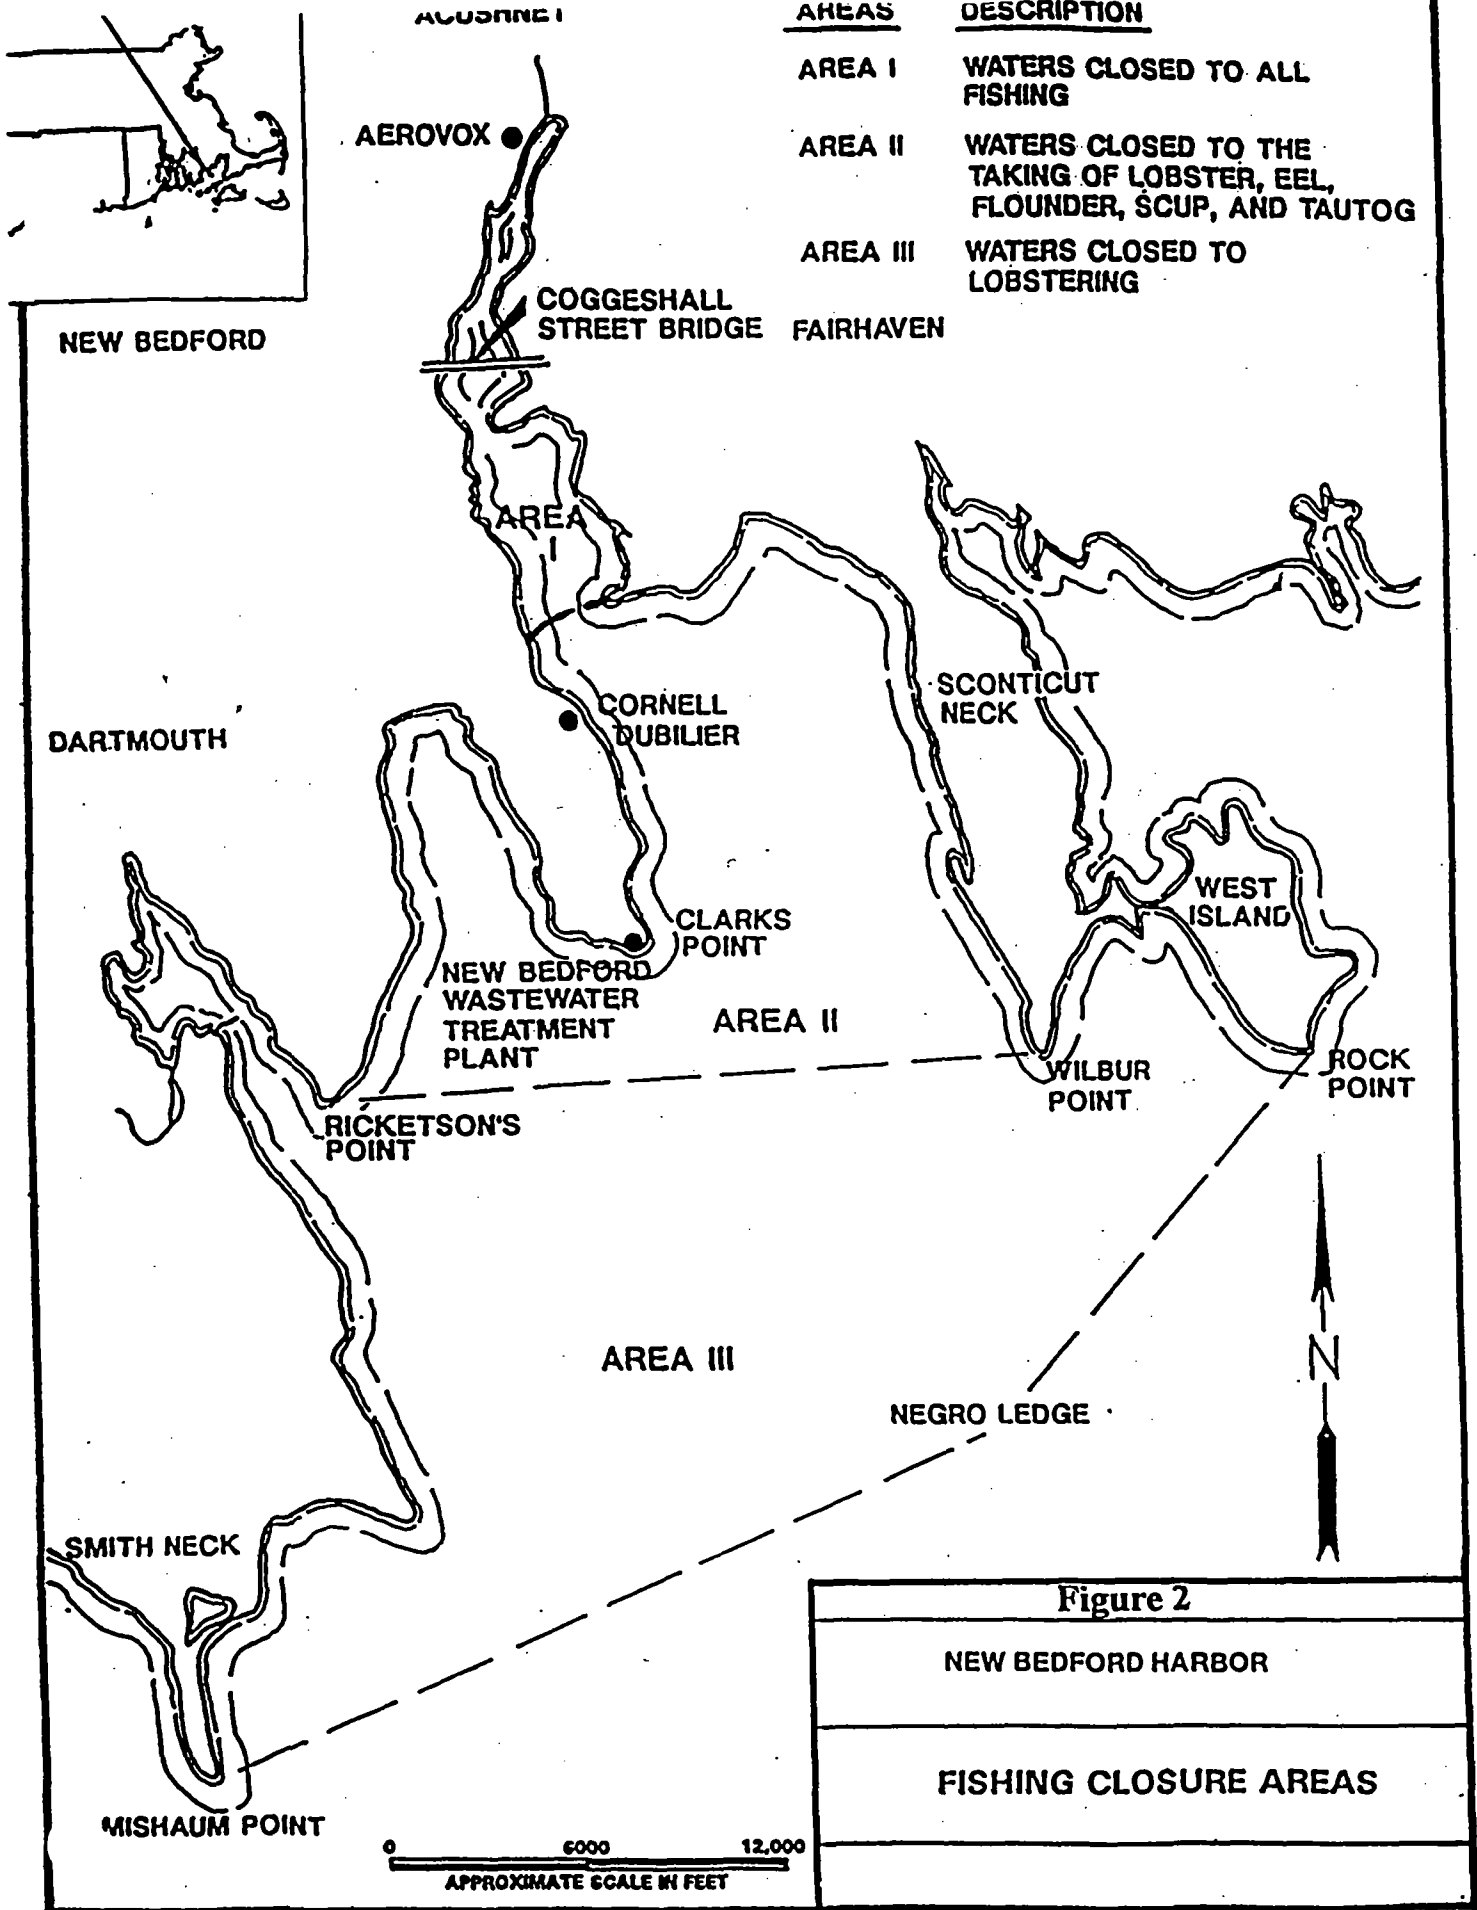 ACUSHNET
AREAS DESCRIPTION
AREA I WATERS CLOSED TO ALL
FISHING
AREA II WATERS CLOSED TO THE
TAKING OF LOBSTER, EEL,
FLOUNDER, SCUP, AND TAUTOG
AREA III WATERS CLOSED TO
LOBSTERING
AEROVOX
COGGESHALL
STREET BRIDGE
FAIRHAVEN
NEW BEDFORD
AREA
I
SCONTICUT
NECK
CORNELL
DUBILIER
DARTMOUTH
WEST
ISLAND
CLARKS
POINT
NEW BEDFORD
WASTEWATER
TREATMENT
PLANT
AREA II
WILBUR
POINT
ROCK
POINT
RICKETSON'S
POINT
AREA III
N
NEGRO LEDGE
SMITH NECK
MISHAUM POINT
0 6000 12,000
APPROXIMATE SCALE IN FEET
Figure 2
NEW BEDFORD HARBOR
FISHING CLOSURE AREAS